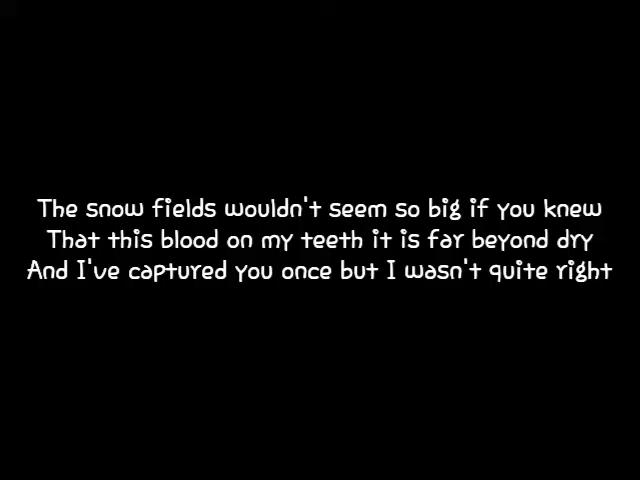 The snow fields wouldn't seem so big if you knew
That this blood on my teeth it is far beyond dry
And I've captured you once but I wasn't quite right